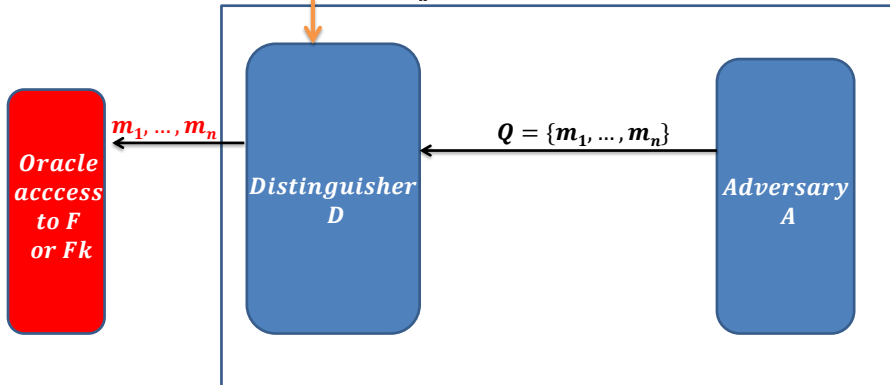 m₁, ..., mₙ
Q = {m₁, ..., mₙ}
Oracle
acccess
to F
or Fk
Distinguisher
D
Adversary
A